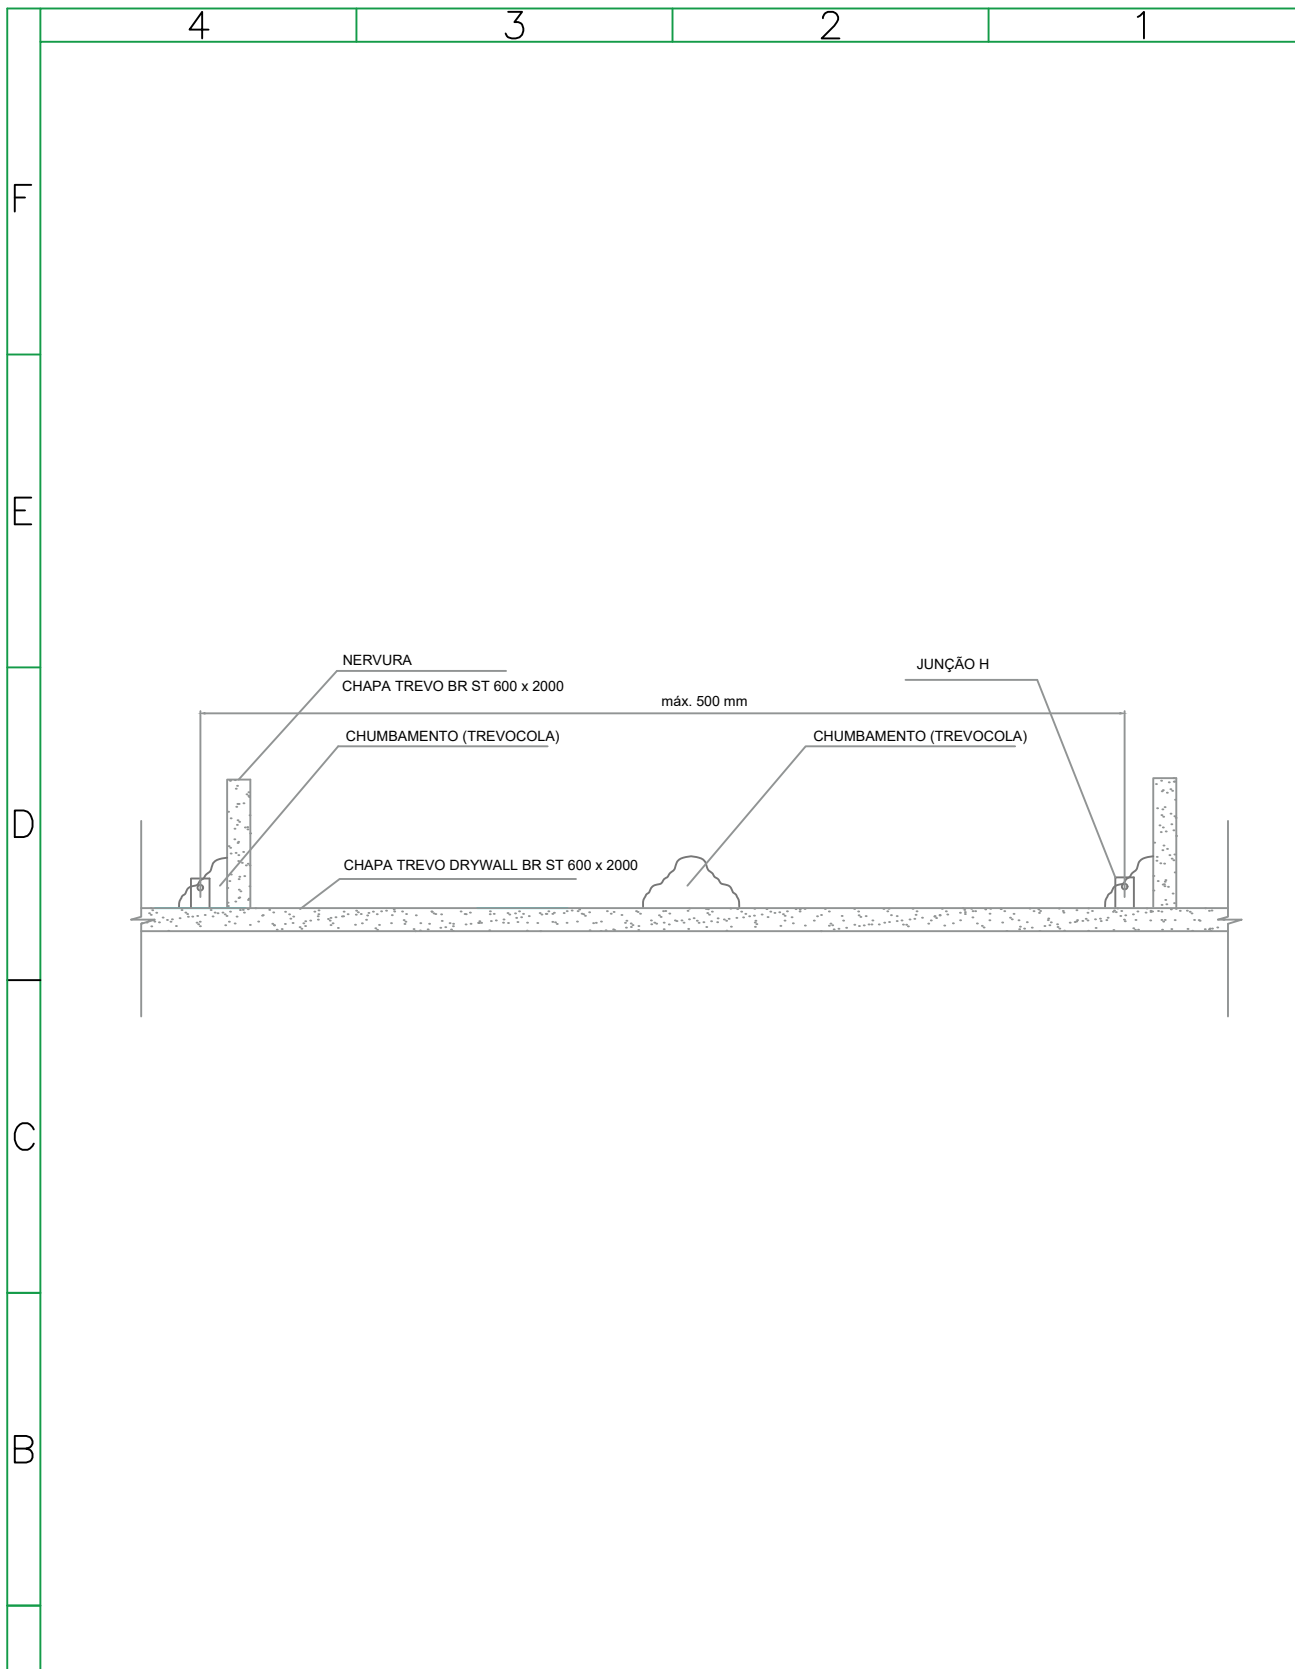 4 3 2 1
F
E
NERVURA
JUNÇÃO H
CHAPA TREVO BR ST 600 x 2000
máx. 500 mm
CHUMBAMENTO (TREVOCOLA)
CHUMBAMENTO (TREVOCOLA)
D
CHAPA TREVO DRYWALL BR ST 600 x 2000
C
B